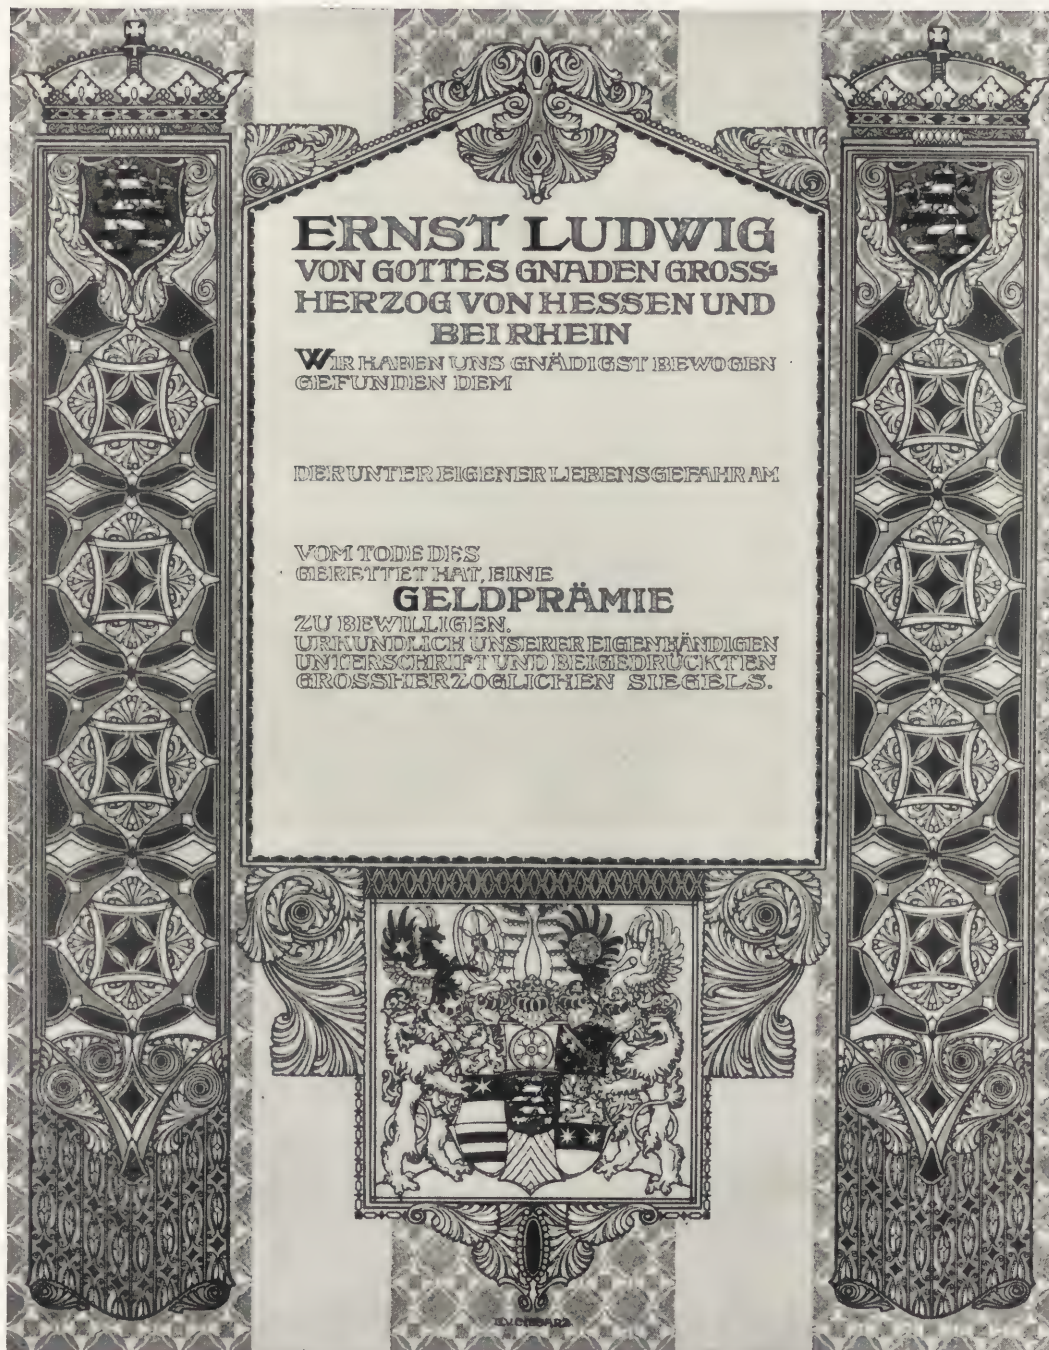 ERNST LUDWIG
VON GOTTES GNADEN GROSS=
HERZOG VON HESSEN UND
BEI RHEIN
WIR HABEN UNS GNÄDIGST BEWOGEN
GEFUNDEN DEM
DER UNTER EIGENER LEBENSGEFAHR AM
VOM TODE DES
GERETTET HAT, EINE
GELDPRÄMIE
ZU BEWILLIGEN.
URKUNDLICH UNSERER EIGENHÄNDIGEN
UNTERSCHRIFT UND BEIGEDRÜCKTEN
GROSSHERZOGLICHEN SIEGELS.